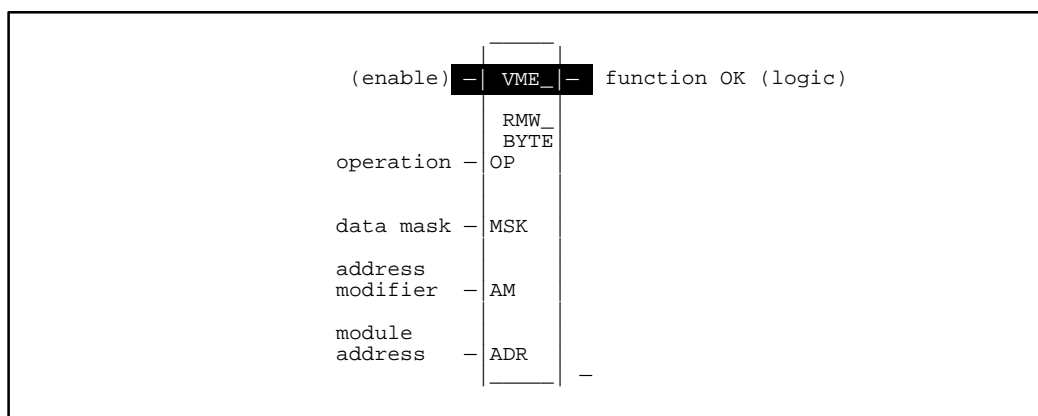 (enable) –| VME_ |– function OK (logic)
RMW_
BYTE
operation –|OP
data mask –|MSK
address
modifier –|AM
module
address –|ADR